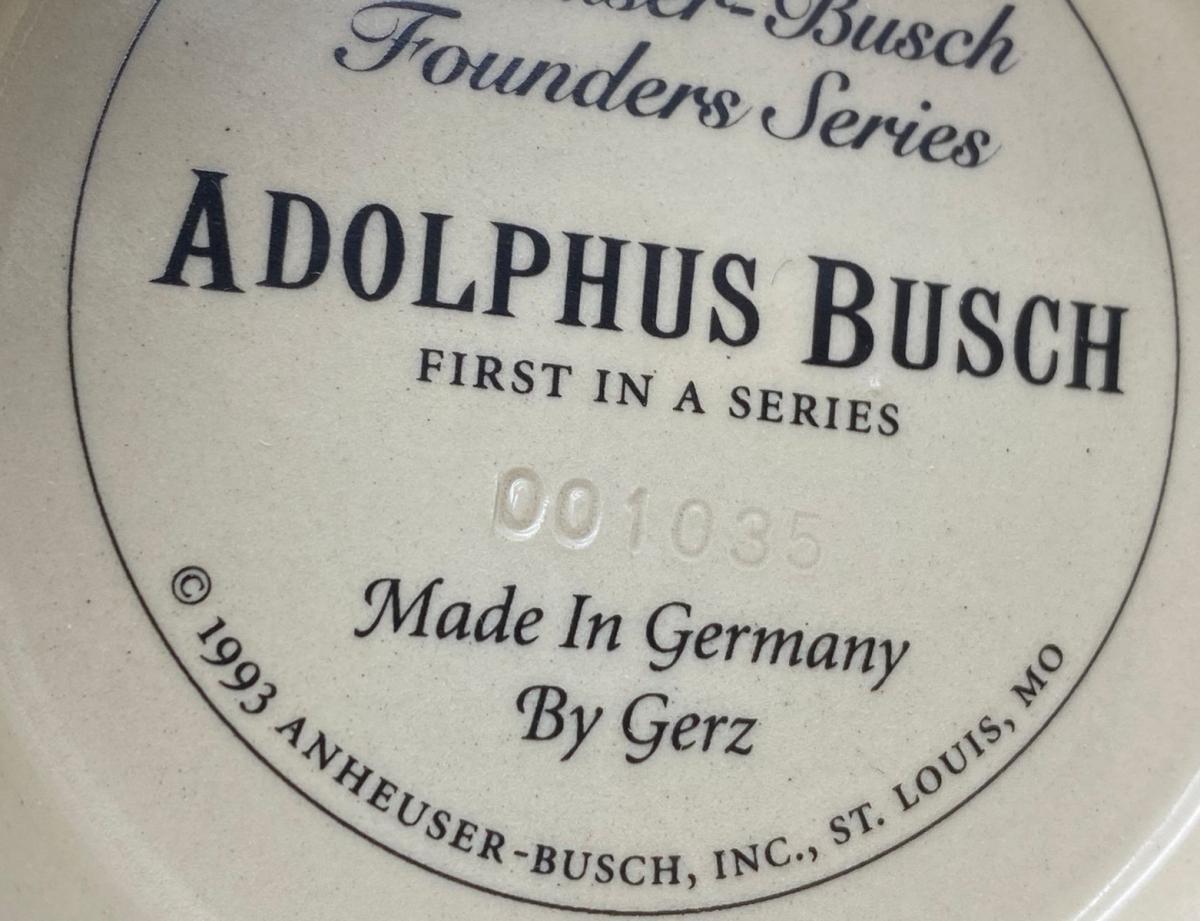 Busch
Founders Series
ADOLPHUS BUSCH
FIRST IN A SERIES
001035
Made In Germany
By Gerz
© 1993 ANHEUSER-BUSCH, INC., ST. LOUIS, MO